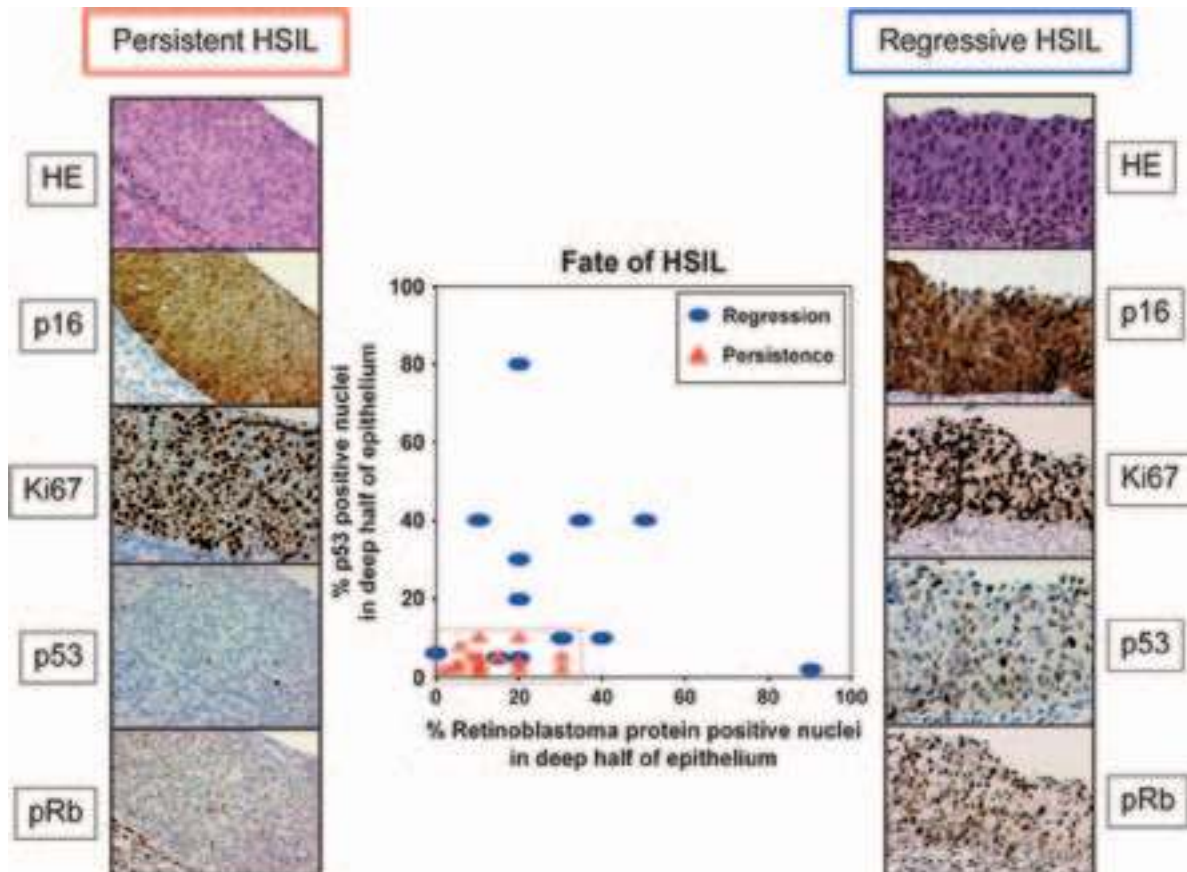 Persistent HSIL
HE
p16
Ki67
p53
pRb
Fate of HSIL
Regression
Persistence
100
80
60
40
20
0
% p53 positive nuclei
in deep half of epithelium
0 20 40 60 80 100
% Retinoblastoma protein positive nuclei
in deep half of epithelium
Regressive HSIL
HE
p16
Ki67
p53
pRb